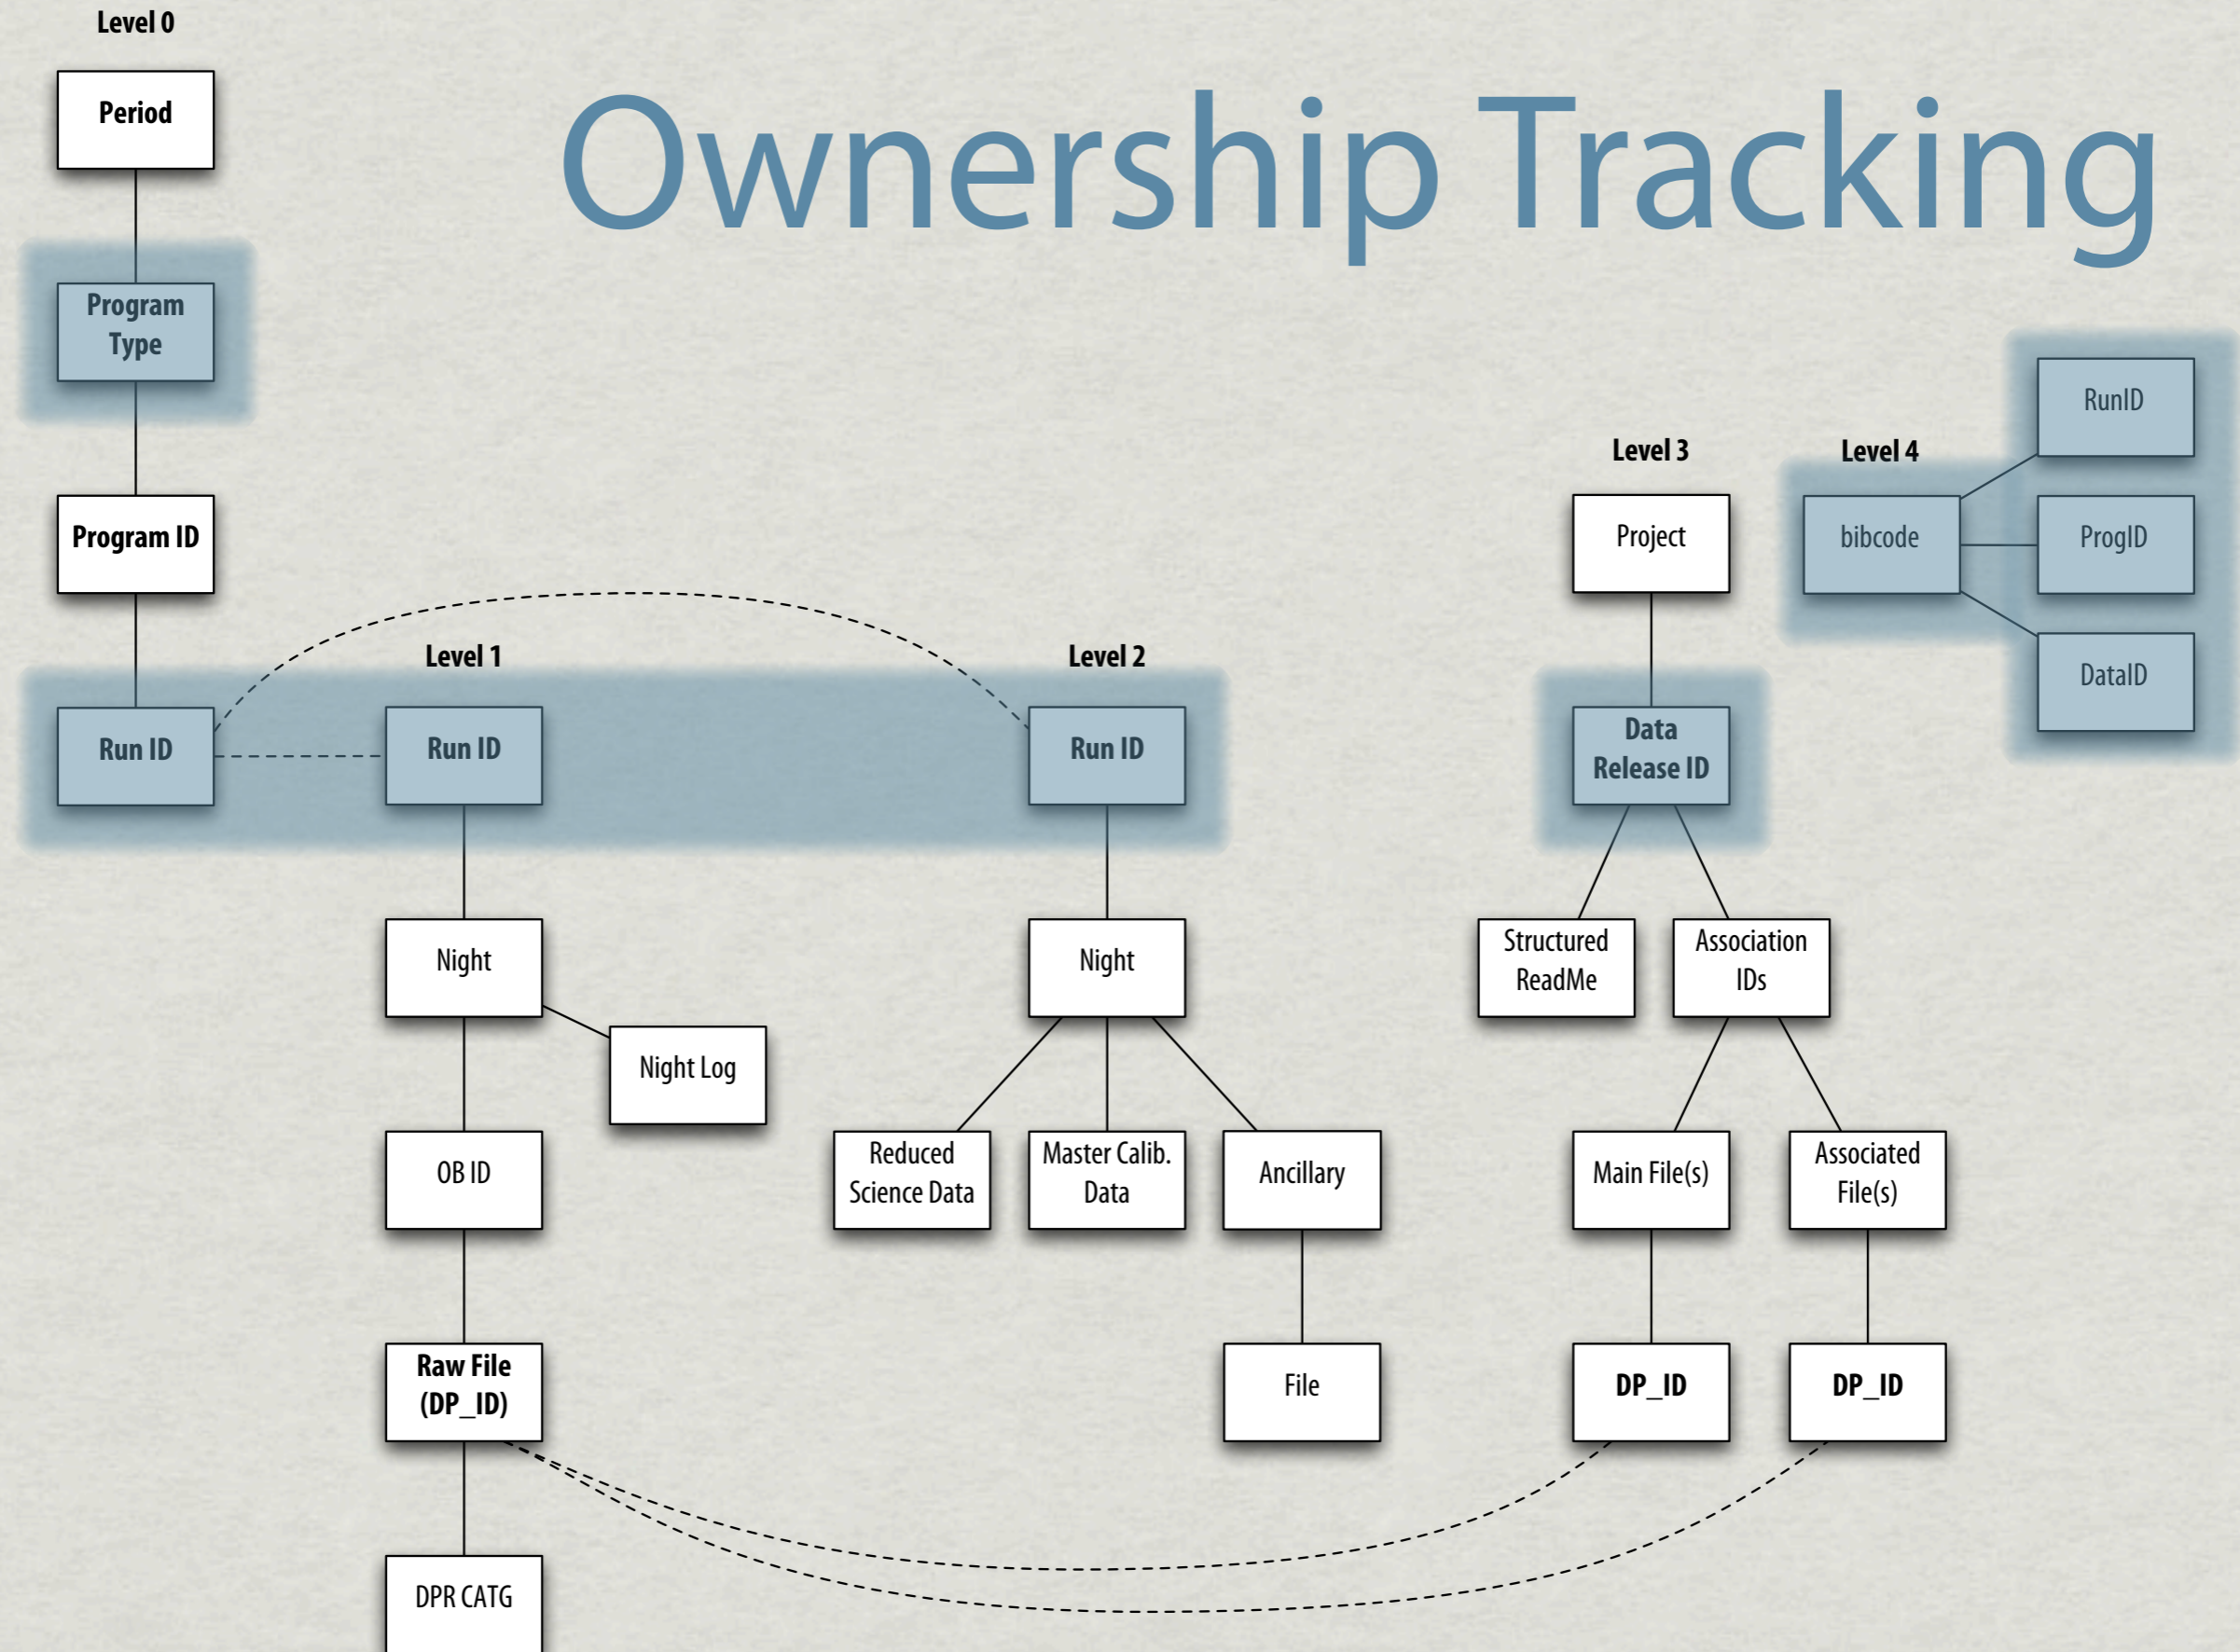 Level 0
Ownership Tracking
Period
Program
Type
Program ID
Run ID
Level 1
Run ID
Night
Night Log
OB ID
Raw File
(DP_ID)
DPR CATG
Level 2
Run ID
Night
Reduced
Science Data
Master Calib.
Data
Ancillary
File
Level 3
Project
Data
Release ID
Structured
ReadMe
Association
IDs
Main File(s)
Associated
File(s)
DP_ID
DP_ID
Level 4
bibcode
RunID
ProgID
DataID